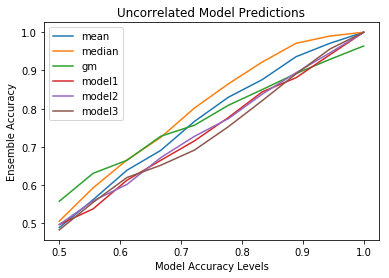 Uncorrelated Model Predictions
mean
median
gm
model1
model2
model3
Ensemble Accuracy
1.0
0.9
0.8
0.7
0.6
0.5
0.5 0.6 0.7 0.8 0.9 1.0
Model Accuracy Levels